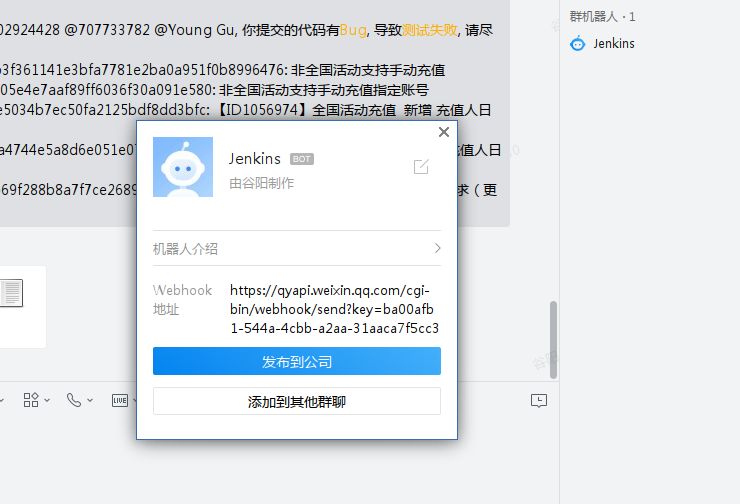 02924428 @707733782 @Young Gu, 你提交的代码有Bug, 导致测试失败, 请尽
b3f361141e3bfa7781e2ba0a951f0b8996476: 非全国活动支持手动充值
05e4e7aaf89ff6036f30a091e580: 非全国活动支持手动充值指定账号
e5034b7ec50fa2125bdf8dd3bfc: 【ID1056974】全国活动充值 新增 充值人日
a4744e5a8d6e051e0
充值人日
69f288b8a7f7ce2689
求（更
群机器人 · 1
Jenkins
Jenkins BOT
由谷阳制作
机器人介绍
Webhook 地址
https://qyapi.weixin.qq.com/cgi-
bin/webhook/send?key=ba00afb
1-544a-4cbb-a2aa-31aaca7f5cc3
发布到公司
添加到其他群聊
LIVE